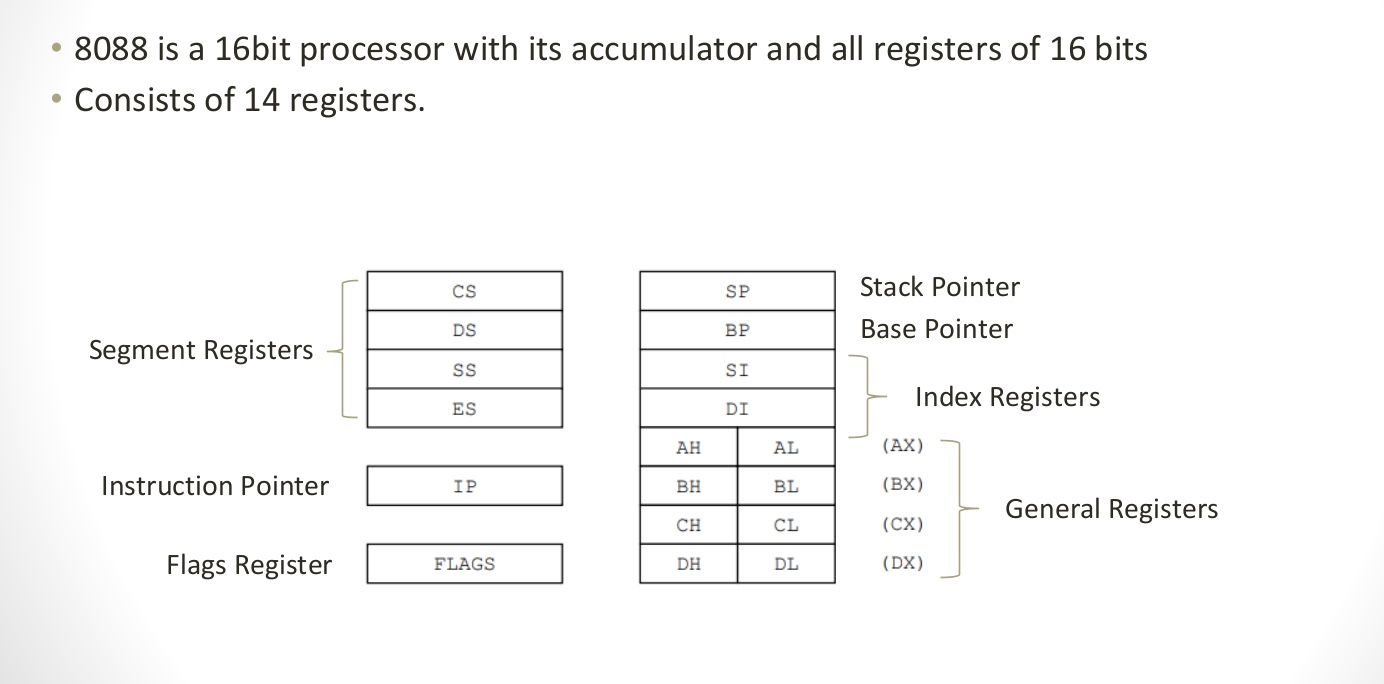 • 8088 is a 16bit processor with its accumulator and all registers of 16 bits
• Consists of 14 registers.
Segment Registers
CS
DS
SS
ES
Instruction Pointer
IP
Flags Register
FLAGS
SP
Stack Pointer
BP
Base Pointer
SI
DI
Index Registers
AH AL (AX)
BH BL (BX)
CH CL (CX)
DH DL (DX)
General Registers